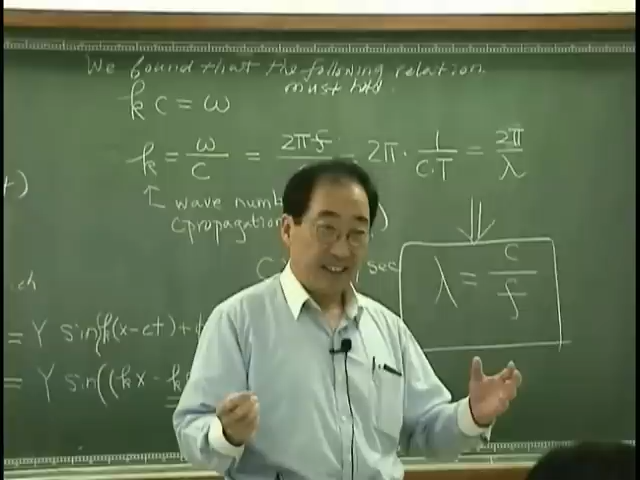 We found that the following relation
must hold.
k c = ω
k = ω/c = 2πf 2π · 1/(c·T) = 2π/λ
↑ wave numb )
(propagation
t)
C sec
λ = c/f
ich
= Y sin{k(x-ct)+
= Y sin((kx - k